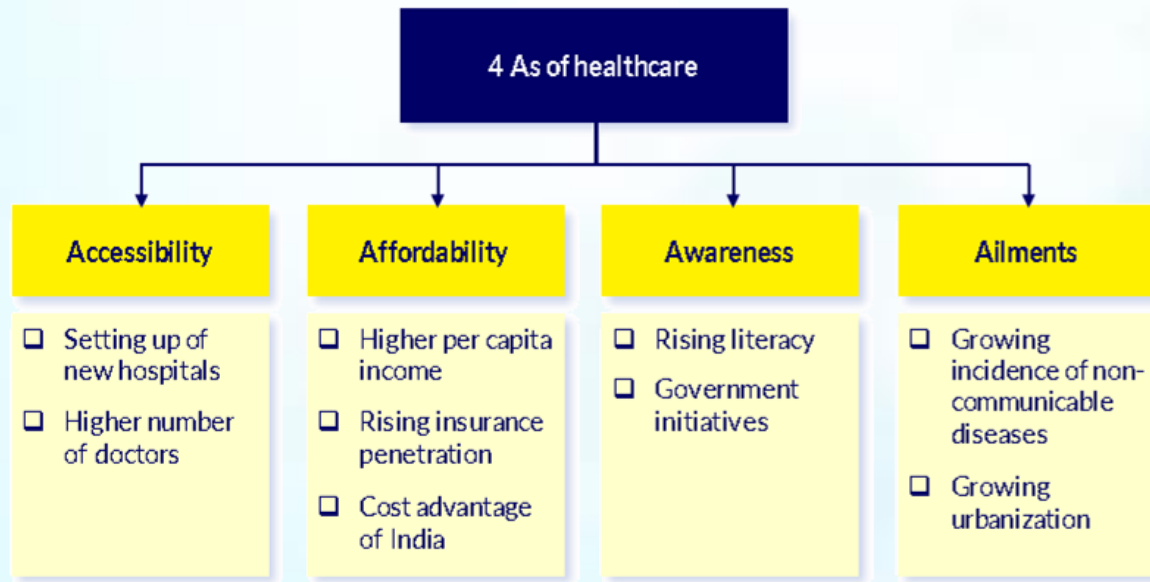 4 As of healthcare
Accessibility
❑ Setting up of
new hospitals
❑ Higher number
of doctors
Affordability
❑ Higher per capita
income
❑ Rising insurance
penetration
❑ Cost advantage
of India
Awareness
❑ Rising literacy
❑ Government
initiatives
Ailments
❑ Growing
incidence of non-
communicable
diseases
❑ Growing
urbanization